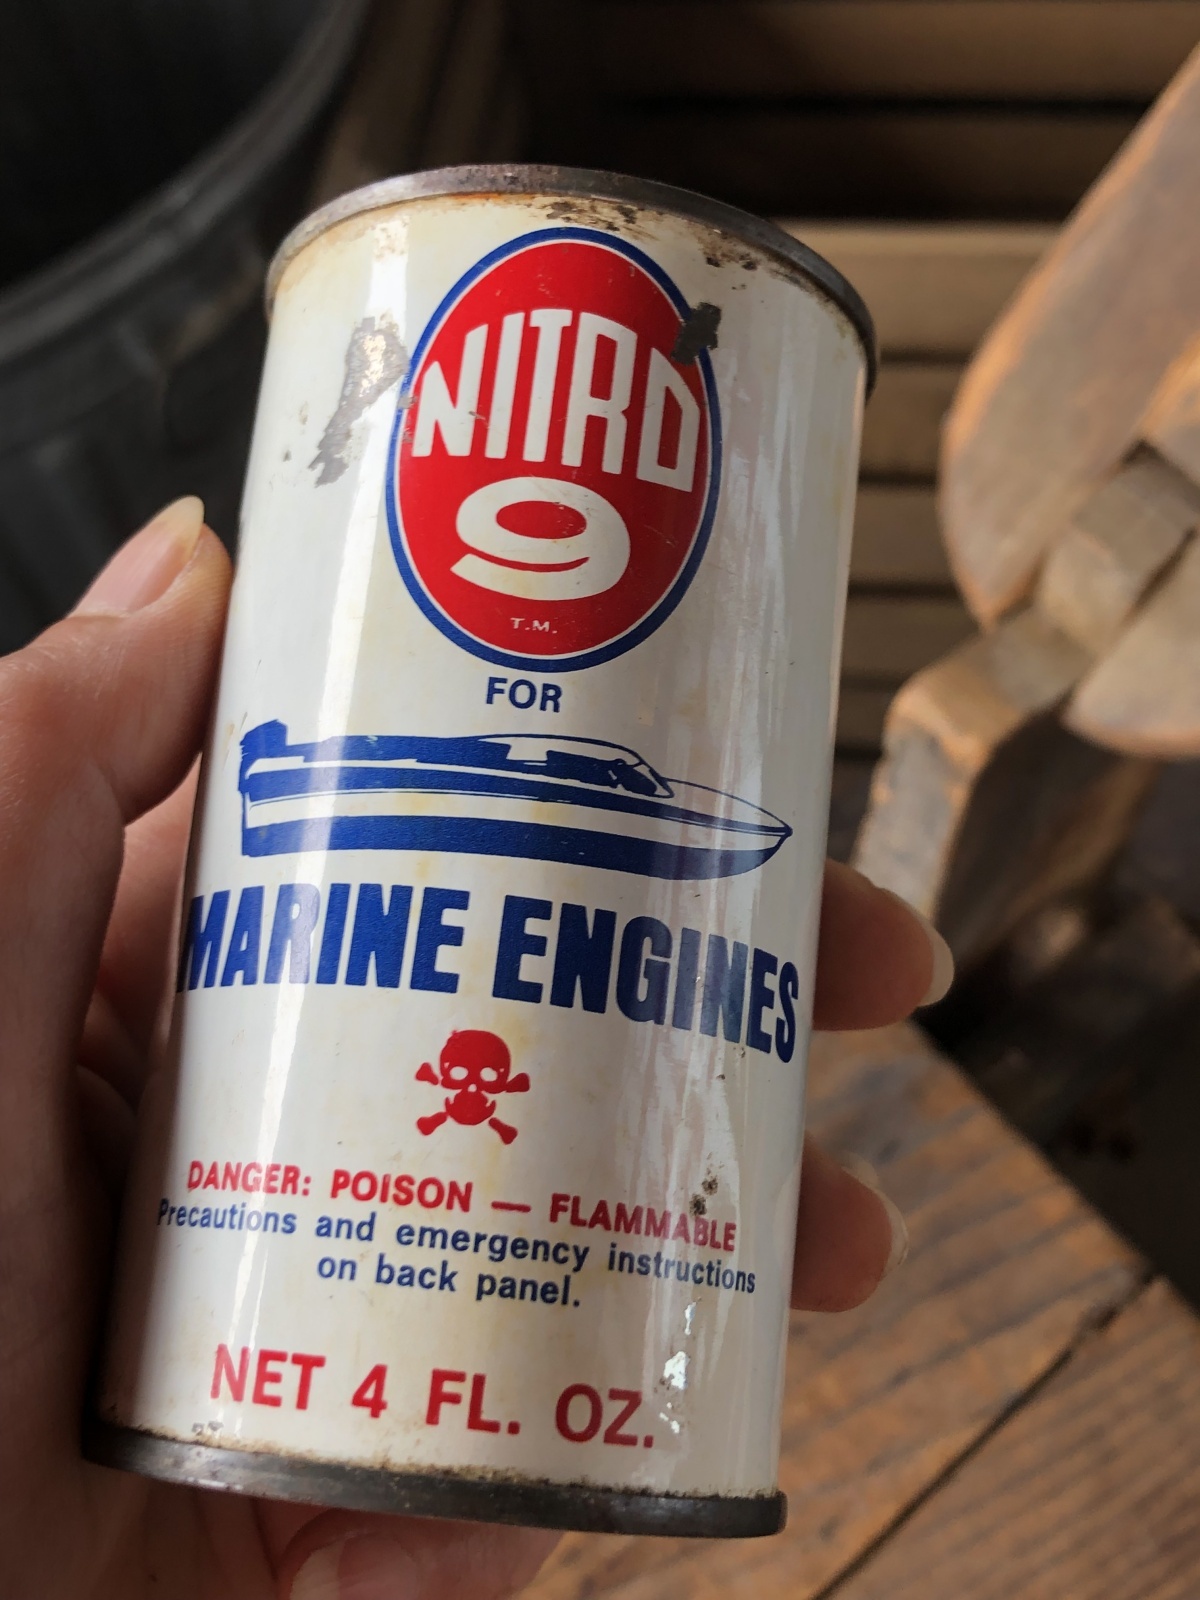 NITRO
9
T.M.
FOR
MARINE ENGINES
DANGER: POISON — FLAMMABLE
Precautions and emergency instructions
on back panel.
NET 4 FL. OZ.